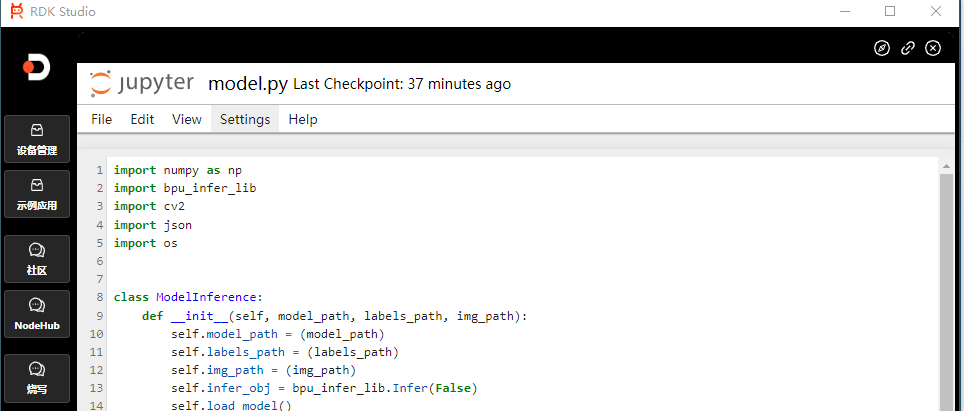 RDK Studio
jupyter model.py Last Checkpoint: 37 minutes ago
File Edit View Settings Help
设备管理
示例应用
社区
NodeHub
烧写
1 import numpy as np
2 import bpu_infer_lib
3 import cv2
4 import json
5 import os
6
7
8 class ModelInference:
9 def __init__(self, model_path, labels_path, img_path):
10 self.model_path = (model_path)
11 self.labels_path = (labels_path)
12 self.img_path = (img_path)
13 self.infer_obj = bpu_infer_lib.Infer(False)
14 self.load_model()